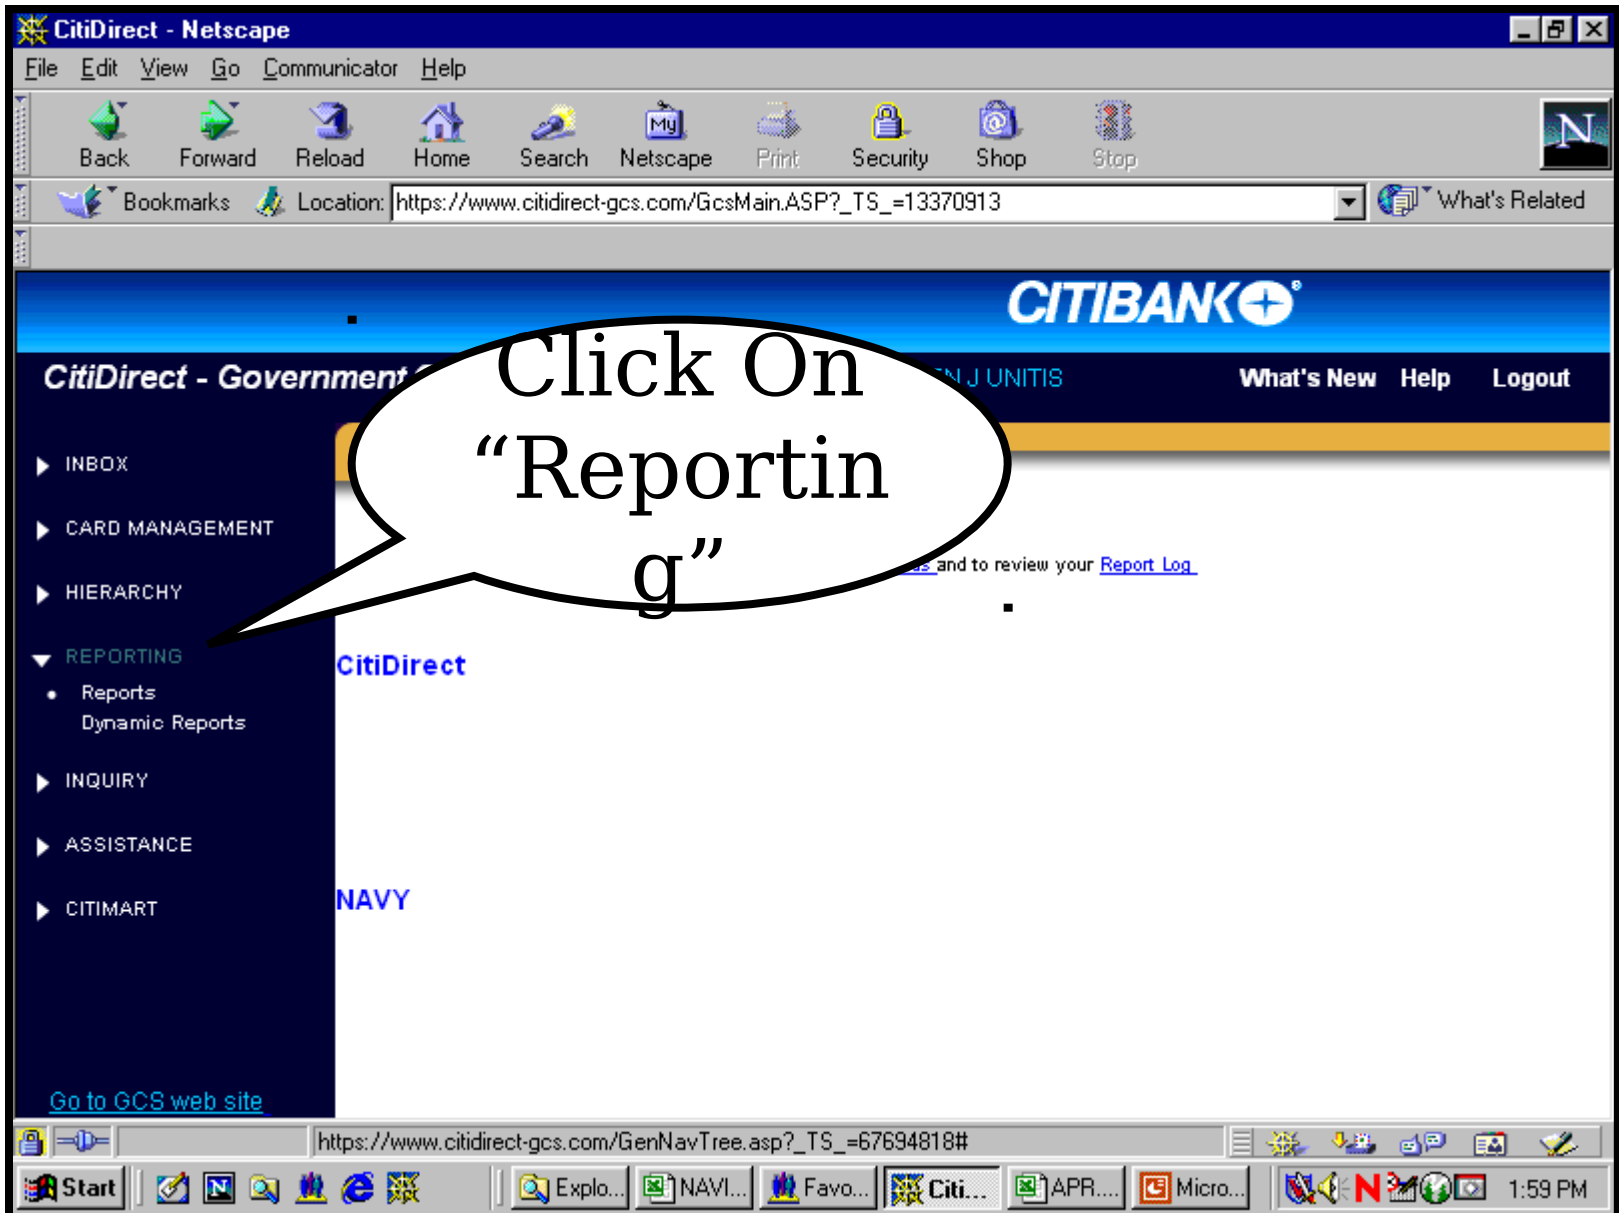 CitiDirect - Netscape
File Edit View Go Communicator Help
Back Forward Reload Home Search Netscape Print Security Shop Stop
My
N
Bookmarks Location: https://www.citidirect-gcs.com/GcsMain.ASP?_TS_=13370913 What's Related
CITIBANK
CitiDirect - Government J UNITIS What's New Help Logout
Click On
“Reportin
g”
INBOX
CARD MANAGEMENT
and to review your Report Log
HIERARCHY
REPORTING
CitiDirect
Reports
Dynamic Reports
INQUIRY
ASSISTANCE
NAVY
CITIMART
Go to GCS web site
https://www.citidirect-gcs.com/GenNavTree.asp?_TS_=67694818#
Start Explo... NAVI... Favo... Citi... APR.... Micro... 1:59 PM